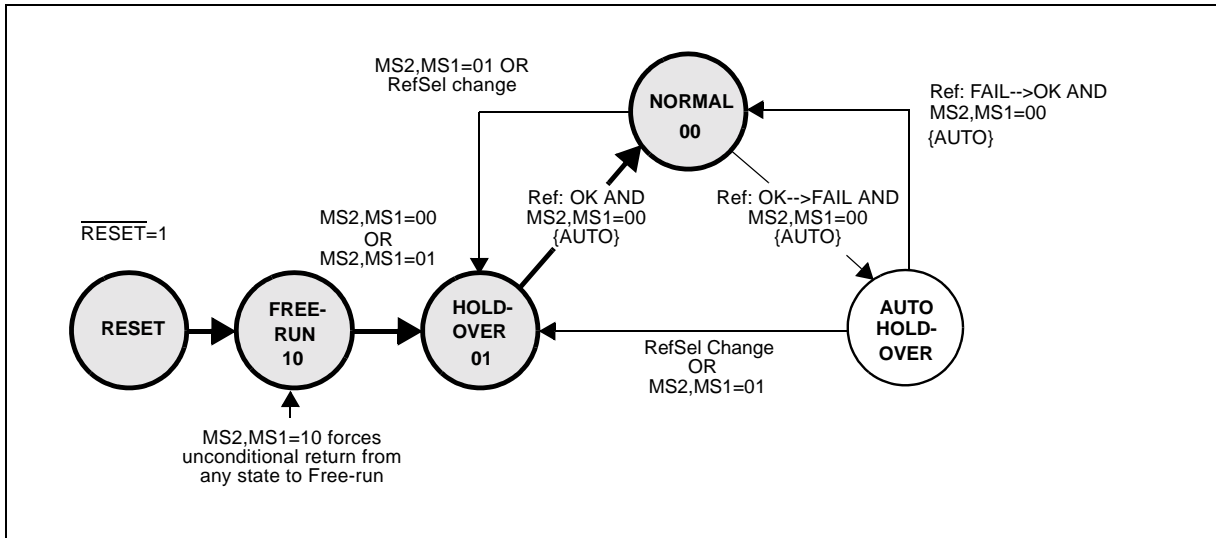 MS2,MS1=01 OR
RefSel change
NORMAL
00
Ref: FAIL-->OK AND
MS2,MS1=00
{AUTO}
Ref: OK AND
MS2,MS1=00
{AUTO}
Ref: OK-->FAIL AND
MS2,MS1=00
{AUTO}
RESET=1
MS2,MS1=00
OR
MS2,MS1=01
RESET
FREE-
RUN
10
HOLD-
OVER
01
AUTO
HOLD-
OVER
RefSel Change
OR
MS2,MS1=01
MS2,MS1=10 forces
unconditional return from
any state to Free-run